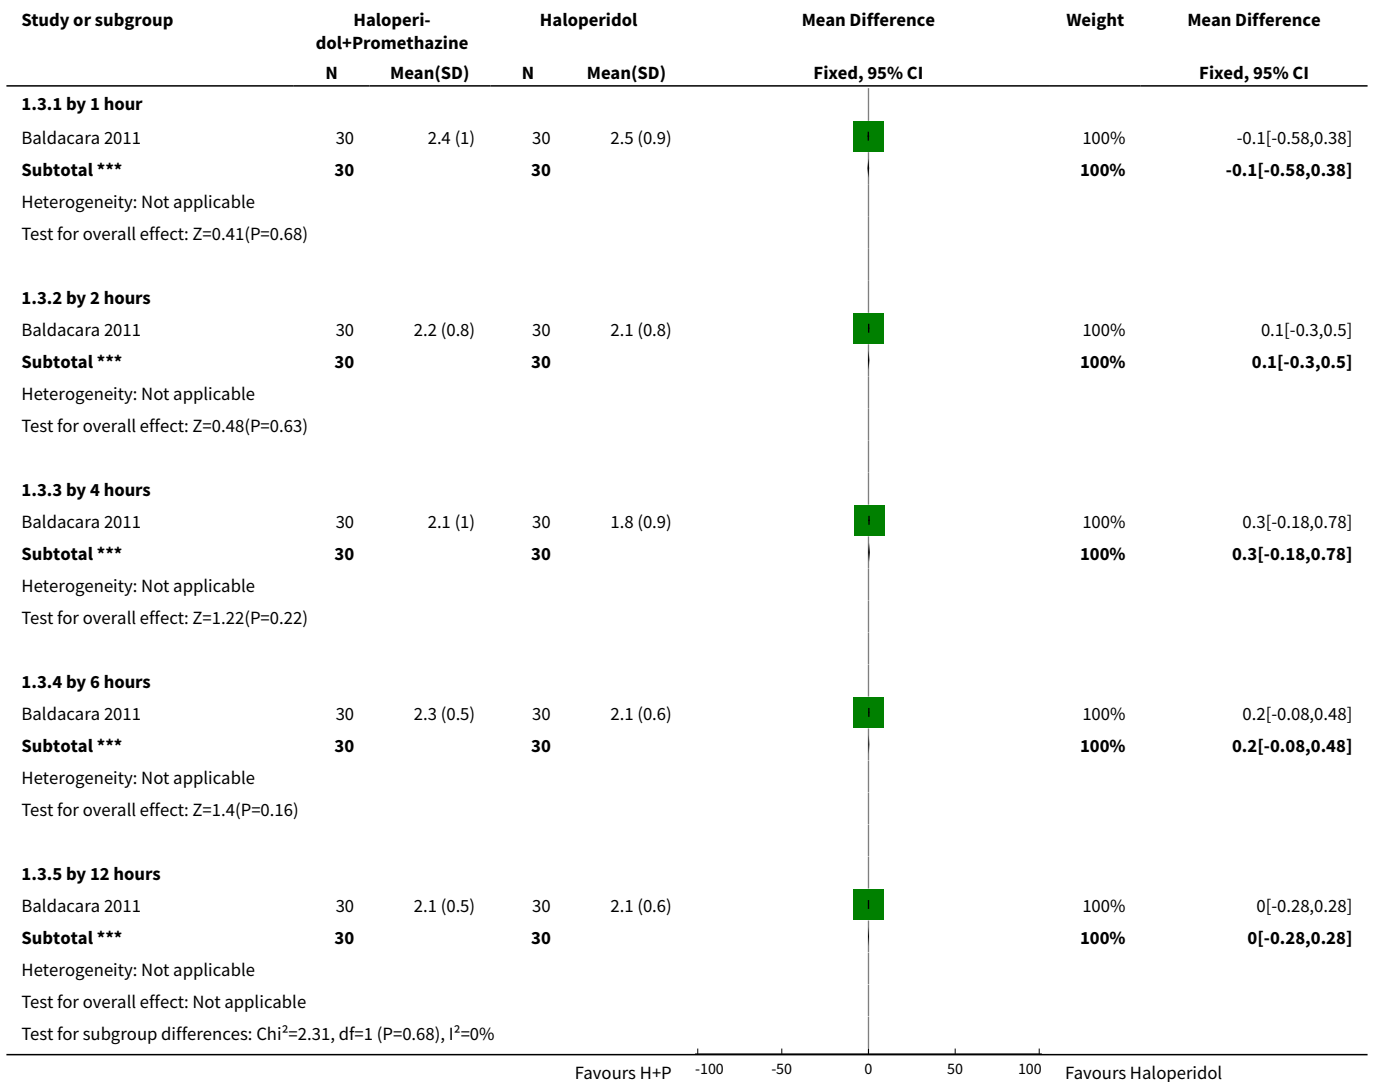 Study or subgroup Haloperi- Haloperidol Mean Difference Weight Mean Difference
dol+Promethazine
N Mean(SD) N Mean(SD) Fixed, 95% CI Fixed, 95% CI
1.3.1 by 1 hour
Baldacara 2011 30 2.4 (1) 30 2.5 (0.9) 100% -0.1[-0.58,0.38]
Subtotal *** 30 30 100% -0.1[-0.58,0.38]
Heterogeneity: Not applicable
Test for overall effect: Z=0.41(P=0.68)
1.3.2 by 2 hours
Baldacara 2011 30 2.2 (0.8) 30 2.1 (0.8) 100% 0.1[-0.3,0.5]
Subtotal *** 30 30 100% 0.1[-0.3,0.5]
Heterogeneity: Not applicable
Test for overall effect: Z=0.48(P=0.63)
1.3.3 by 4 hours
Baldacara 2011 30 2.1 (1) 30 1.8 (0.9) 100% 0.3[-0.18,0.78]
Subtotal *** 30 30 100% 0.3[-0.18,0.78]
Heterogeneity: Not applicable
Test for overall effect: Z=1.22(P=0.22)
1.3.4 by 6 hours
Baldacara 2011 30 2.3 (0.5) 30 2.1 (0.6) 100% 0.2[-0.08,0.48]
Subtotal *** 30 30 100% 0.2[-0.08,0.48]
Heterogeneity: Not applicable
Test for overall effect: Z=1.4(P=0.16)
1.3.5 by 12 hours
Baldacara 2011 30 2.1 (0.5) 30 2.1 (0.6) 100% 0[-0.28,0.28]
Subtotal *** 30 30 100% 0[-0.28,0.28]
Heterogeneity: Not applicable
Test for overall effect: Not applicable
Test for subgroup differences: Chi²=2.31, df=1 (P=0.68), I²=0%
Favours H+P -100 -50 0 50 100 Favours Haloperidol